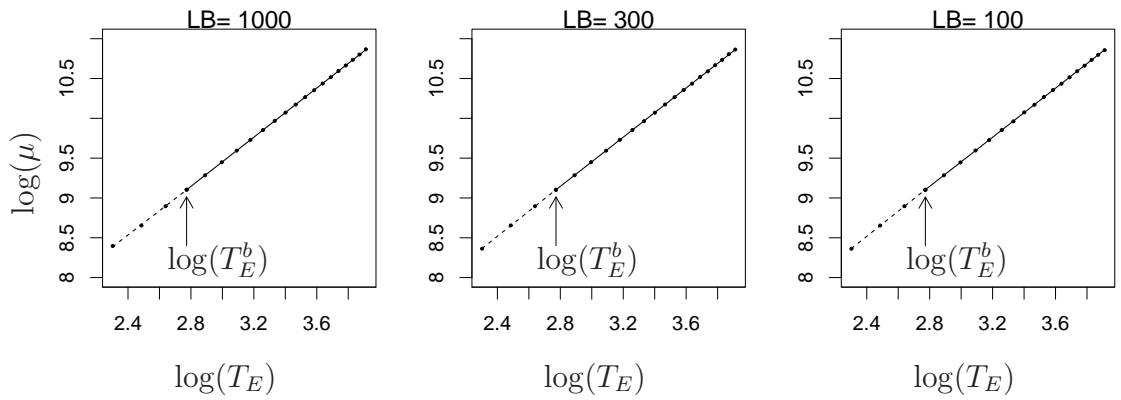 LB= 1000 LB= 300 LB= 100
log(μ)
10.5 10.5 10.5
9.5 9.5 9.5
9 9 9
8.5 8.5 8.5
8 8 8
log(T_E^b) log(T_E^b) log(T_E^b)
2.4 2.8 3.2 3.6 2.4 2.8 3.2 3.6 2.4 2.8 3.2 3.6
log(T_E) log(T_E) log(T_E)